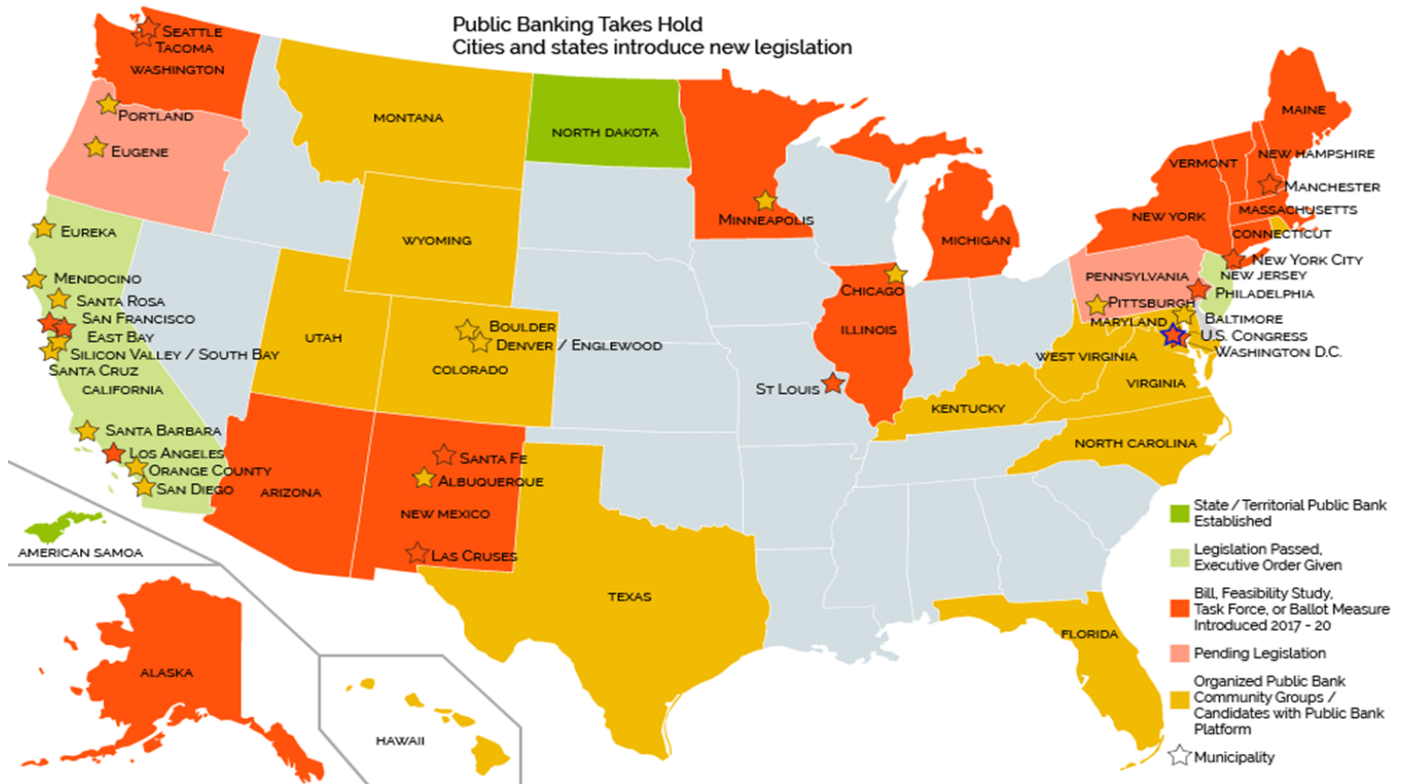 Public Banking Takes Hold
Cities and states introduce new legislation
SEATTLE
TACOMA
WASHINGTON
PORTLAND
EUGENE
MONTANA
NORTH DAKOTA
MINNEAPOLIS
WYOMING
MICHIGAN
MAINE
VERMONT
NEW HAMPSHIRE
MANCHESTER
NEW YORK
MASSACHUSETTS
CONNECTICUT
NEW YORK CITY
NEW JERSEY
PENNSYLVANIA
PHILADELPHIA
PITTSBURGH
MARYLAND
BALTIMORE
U.S. CONGRESS
WASHINGTON D.C.
EUREKA
MENDOCINO
SANTA ROSA
SAN FRANCISCO
EAST BAY
SILICON VALLEY / SOUTH BAY
SANTA CRUZ
CALIFORNIA
SANTA BARBARA
LOS ANGELES
ORANGE COUNTY
SAN DIEGO
UTAH
BOULDER
DENVER / ENGLEWOOD
COLORADO
CHICAGO
ILLINOIS
ST LOUIS
WEST VIRGINIA
VIRGINIA
KENTUCKY
NORTH CAROLINA
ARIZONA
SANTA FE
ALBUQUERQUE
NEW MEXICO
LAS CRUSES
TEXAS
FLORIDA
AMERICAN SAMOA
ALASKA
HAWAII
State / Territorial Public Bank
Established
Legislation Passed,
Executive Order Given
Bill, Feasibility Study,
Task Force, or Ballot Measure
Introduced 2017 - 20
Pending Legislation
Organized Public Bank
Community Groups /
Candidates with Public Bank
Platform
Municipality